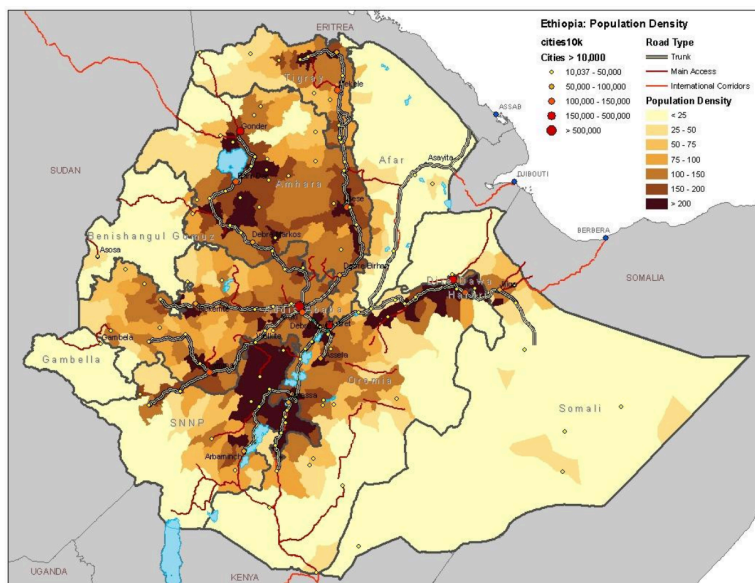 Ethiopia: Population Density
cities10k
Cities > 10,000
10,037 - 50,000
50,000 - 100,000
100,000 - 150,000
150,000 - 500,000
> 500,000
Road Type
Trunk
Main Access
International Corridors
Population Density
< 25
25 - 50
50 - 75
75 - 100
100 - 150
150 - 200
> 200
ERITREA
Tigray
ASSAB
Gonder
SUDAN
Afar
Asayita
DJIBOUTI
Amhara
BERBERA
Benishangul Gomuz
Asosa
SOMALIA
Gambela
Gambella
Oromia
Somali
SNNP
Arbaminch
UGANDA
KENYA